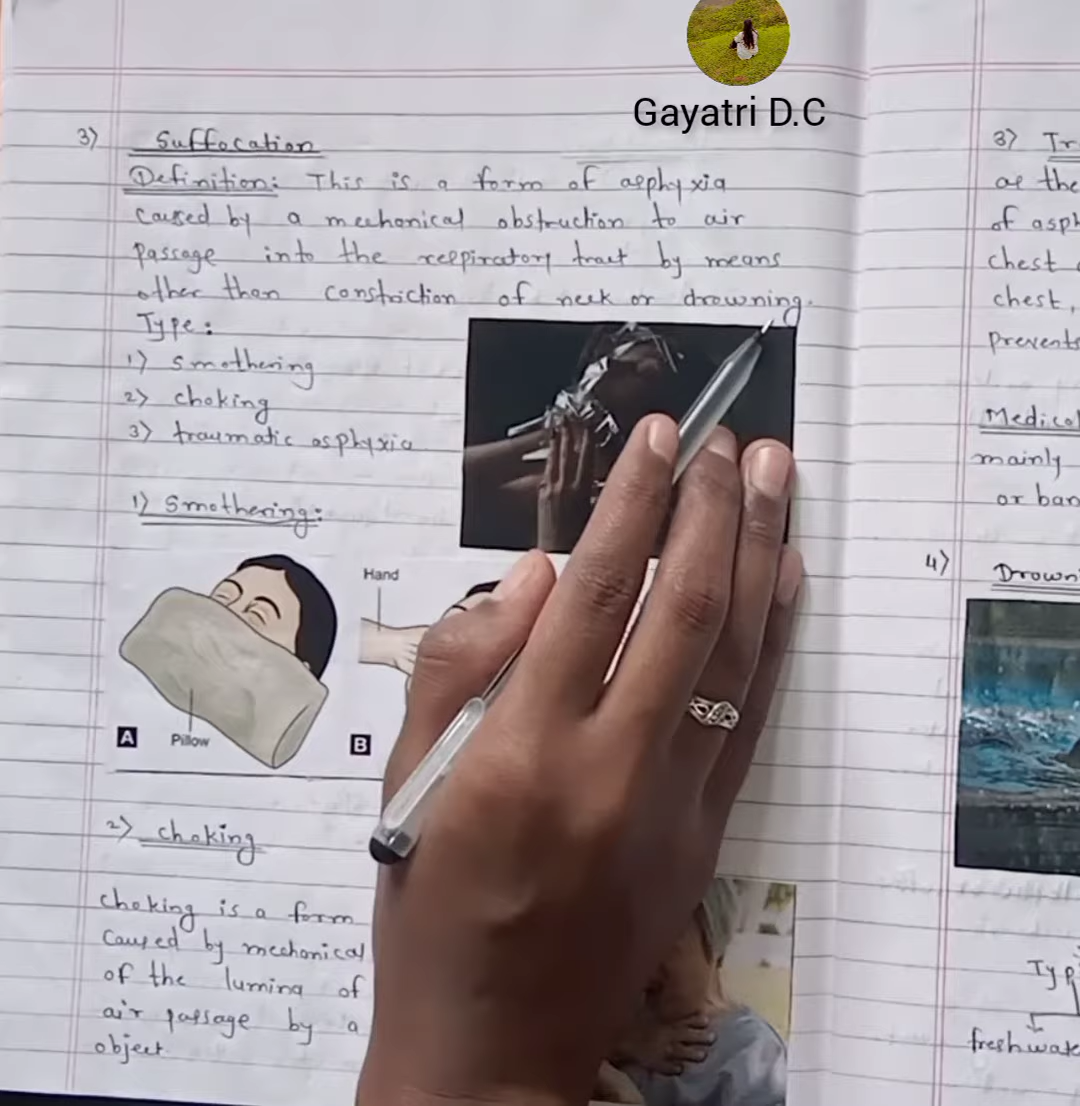 Gayatri D.C
3) Suffocation
Definition: This is a form of asphyxia
caused by a mechanical obstruction to air
passage into the respiratory tract by means
other than constriction of neck or drowning.
Type:
1) smothering
2) choking
3) traumatic asphyxia
1) Smothering:
Hand
A Pillow
B
2) choking
choking is a form
caused by mechanical
of the lumina of
air passage by a
object.
3) Tr
of asph
chest
chest,
prevents
Medical
mainly
or ban
4) Drown
Typ
freshwate